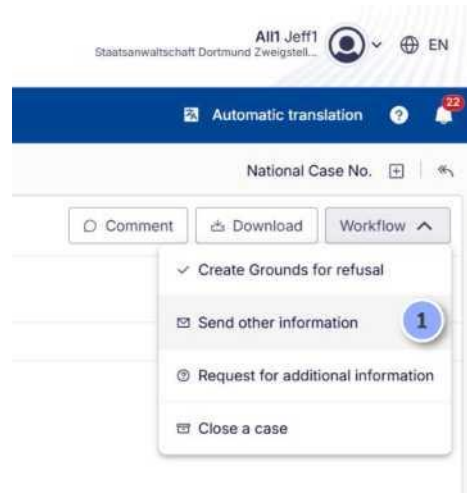 All1 Jeff1
Staatsanwaltschaft Dortmund Zweigstell...
EN
Automatic translation
22
National Case No.
Comment
Download
Workflow
Create Grounds for refusal
Send other information
1
Request for additional information
Close a case